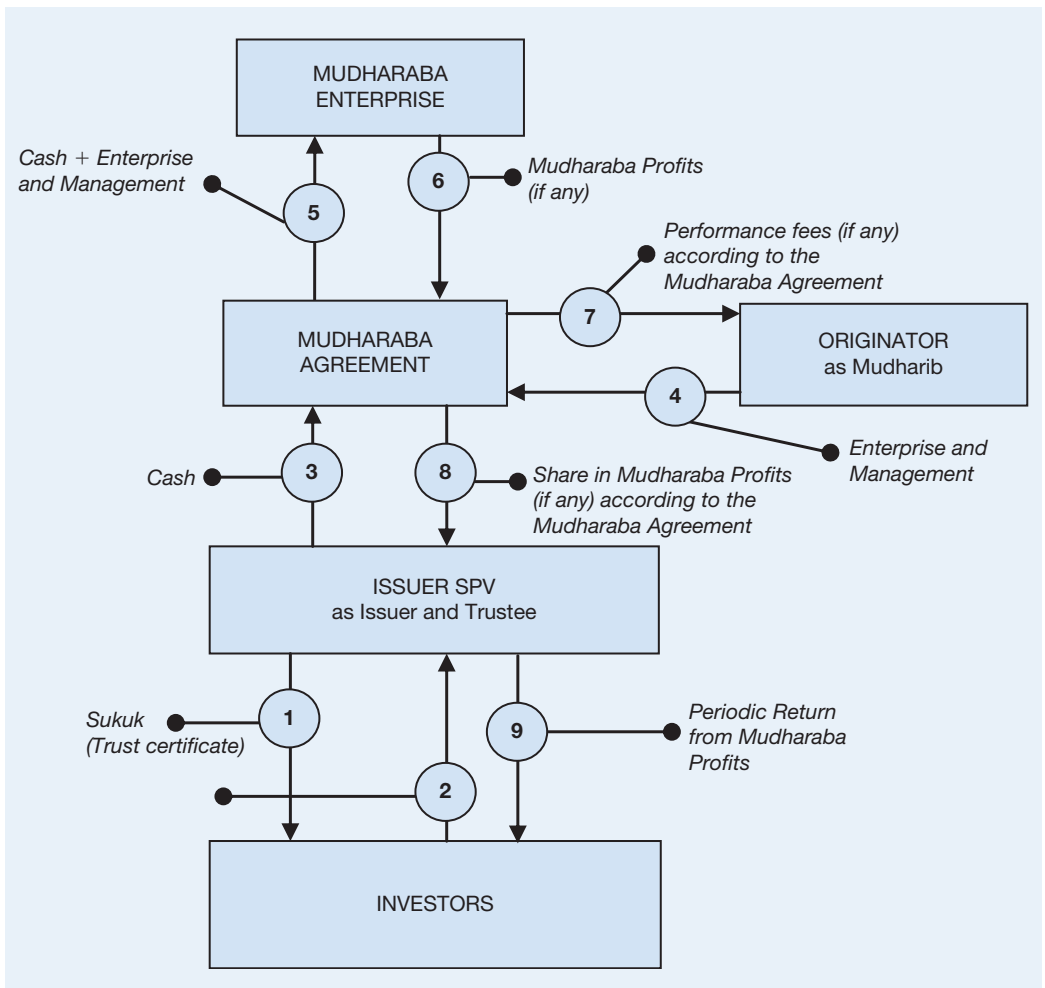 MUDHARABA
ENTERPRISE
Cash + Enterprise
and Management
5
6
Mudharaba Profits
(if any)
Performance fees (if any)
according to the
Mudharaba Agreement
7
MUDHARABA
AGREEMENT
ORIGINATOR
as Mudharib
4
Enterprise and
Management
Cash
3
8
Share in Mudharaba Profits
(if any) according to the
Mudharaba Agreement
ISSUER SPV
as Issuer and Trustee
Sukuk
(Trust certificate)
1
9
Periodic Return
from Mudharaba
Profits
2
INVESTORS